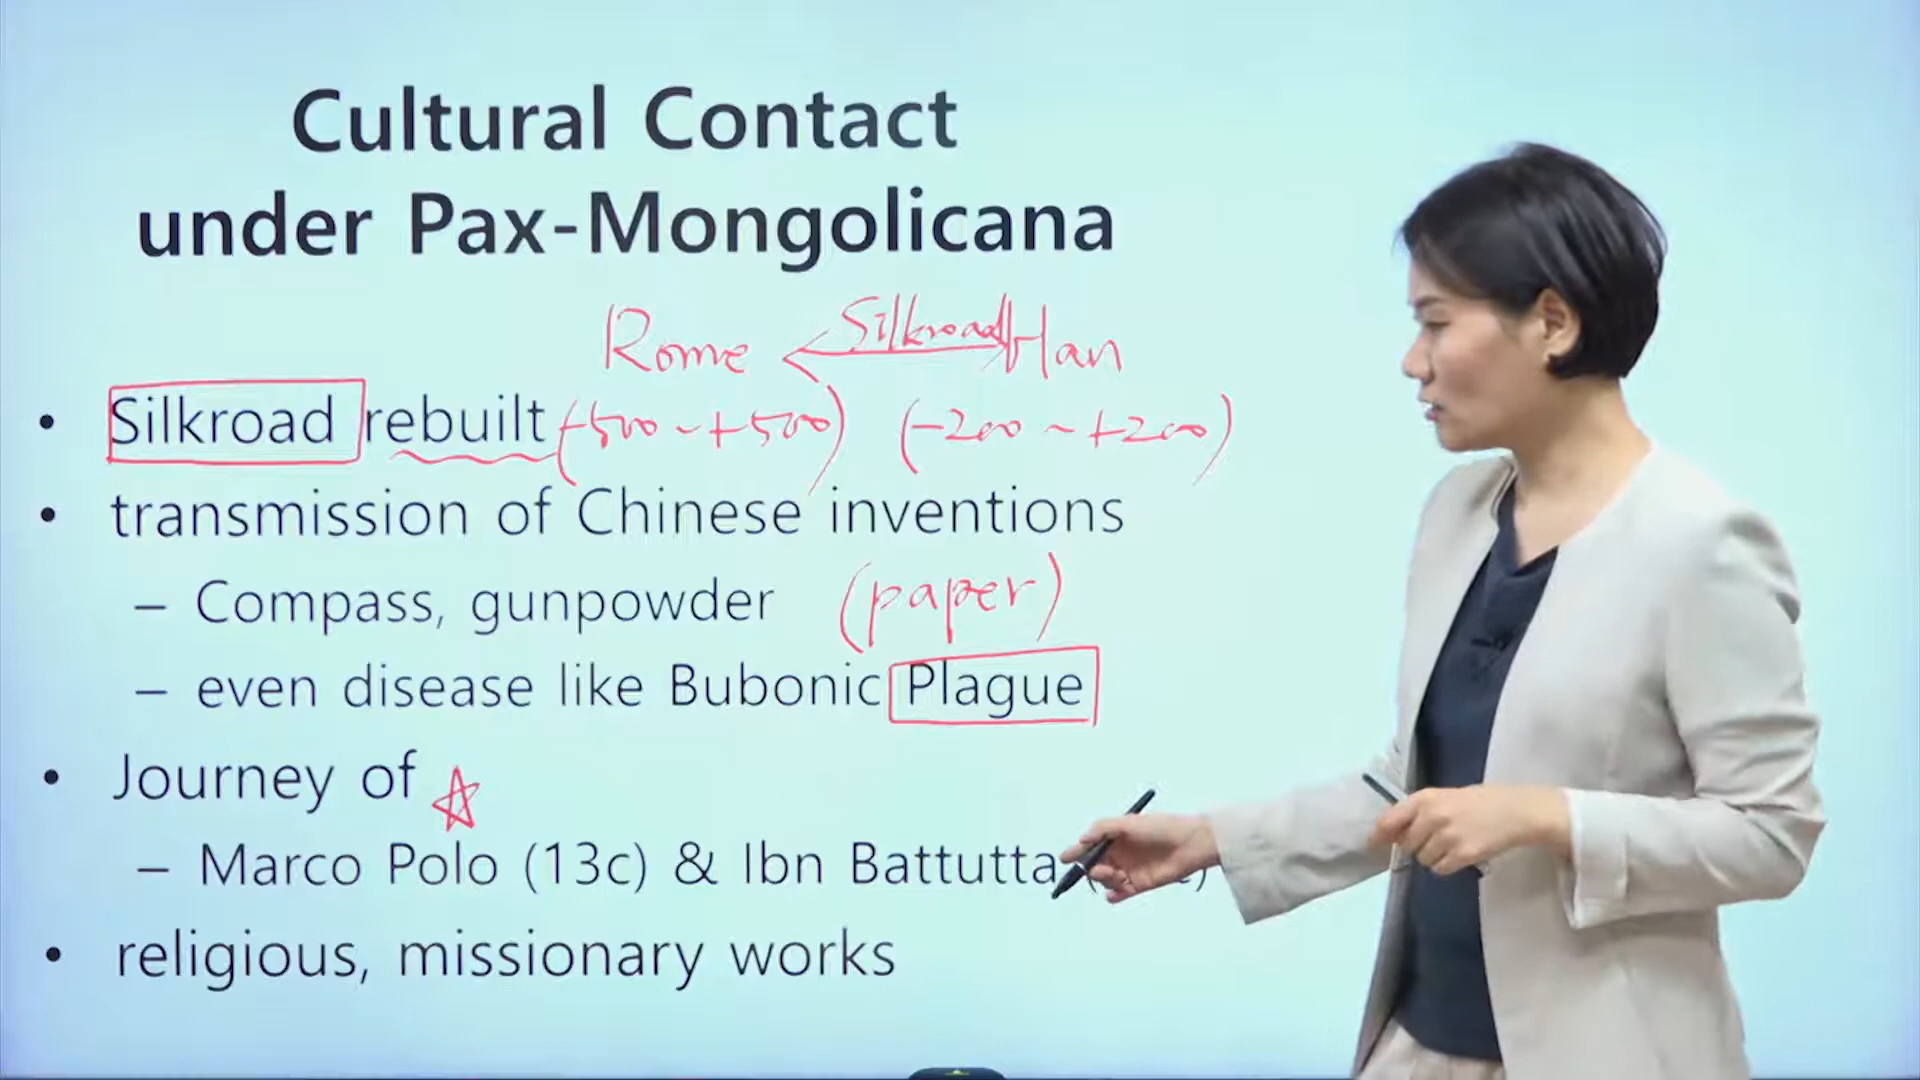 Cultural Contact
under Pax-Mongolicana
Rome Silkroad Han
• Silkroad rebuilt (-500 ~ +500) (-200 ~ +200)
• transmission of Chinese inventions
– Compass, gunpowder (paper)
– even disease like Bubonic Plague
• Journey of
– Marco Polo (13c) & Ibn Battutta
• religious, missionary works